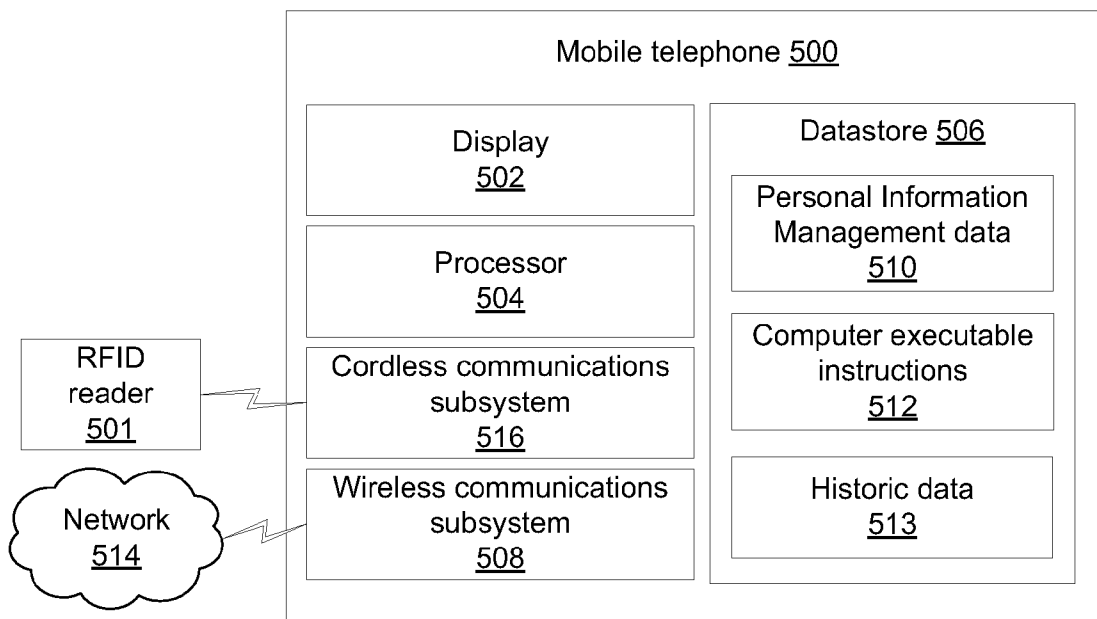 Mobile telephone 500
Display
502
Processor
504
Cordless communications
subsystem
516
Wireless communications
subsystem
508
Datastore 506
Personal Information
Management data
510
Computer executable
instructions
512
Historic data
513
RFID
reader
501
Network
514